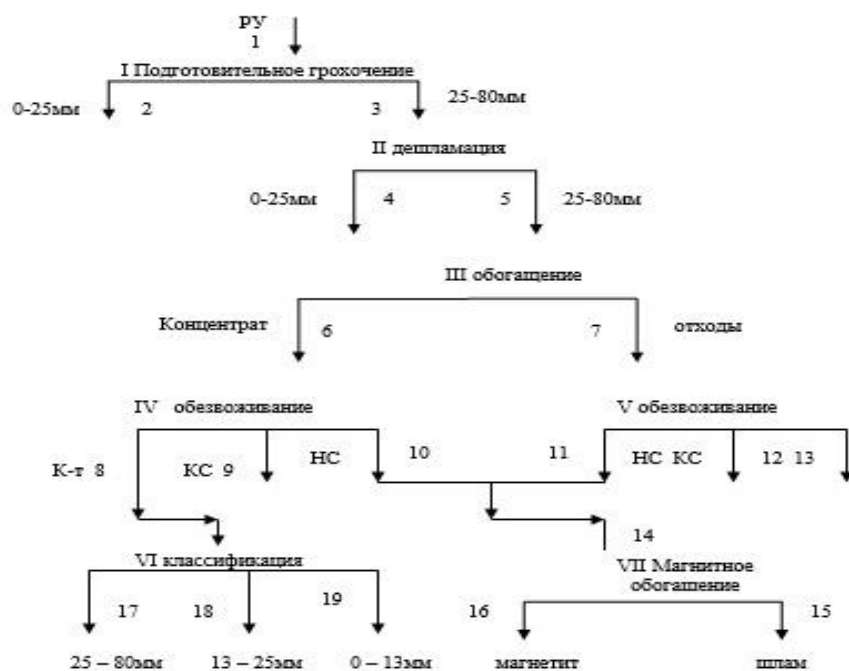 РУ
1
I Подготовительное грохочение
0-25мм 2 3 25-80мм
II дешламация
0-25мм 4 5 25-80мм
III обогащение
Концентрат 6 7 отходы
IV обезвоживание V обезвоживание
К-т 8 КС 9 НС 10 11 НС КС 12 13
14
VI классификация VII Магнитное
обогашение
17 18 19 16 15
25 – 80мм 13 – 25мм 0 – 13мм магнетит шлам